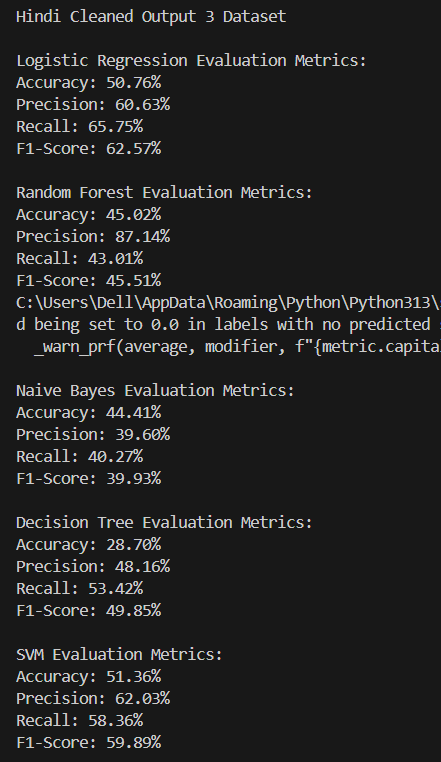 Hindi Cleaned Output 3 Dataset
Logistic Regression Evaluation Metrics:
Accuracy: 50.76%
Precision: 60.63%
Recall: 65.75%
F1-Score: 62.57%
Random Forest Evaluation Metrics:
Accuracy: 45.02%
Precision: 87.14%
Recall: 43.01%
F1-Score: 45.51%
C:\Users\Dell\AppData\Roaming\Python\Python313\
d being set to 0.0 in labels with no predicted
_warn_prf(average, modifier, f"{metric.capita
Naive Bayes Evaluation Metrics:
Accuracy: 44.41%
Precision: 39.60%
Recall: 40.27%
F1-Score: 39.93%
Decision Tree Evaluation Metrics:
Accuracy: 28.70%
Precision: 48.16%
Recall: 53.42%
F1-Score: 49.85%
SVM Evaluation Metrics:
Accuracy: 51.36%
Precision: 62.03%
Recall: 58.36%
F1-Score: 59.89%